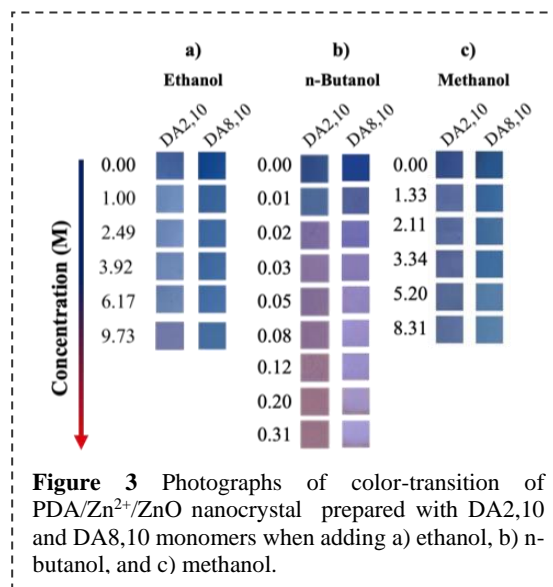 a)
Ethanol
DA2,10 DA8,10
0.00
1.00
2.49
3.92
6.17
9.73
b)
n-Butanol
DA2,10 DA8,10
0.00
0.01
0.02
0.03
0.05
0.08
0.12
0.20
0.31
c)
Methanol
DA2,10 DA8,10
0.00
1.33
2.11
3.34
5.20
8.31
Concentration (M)
Figure 3 Photographs of color-transition of
PDA/Zn²⁺/ZnO nanocrystal prepared with DA2,10
and DA8,10 monomers when adding a) ethanol, b) n-
butanol, and c) methanol.